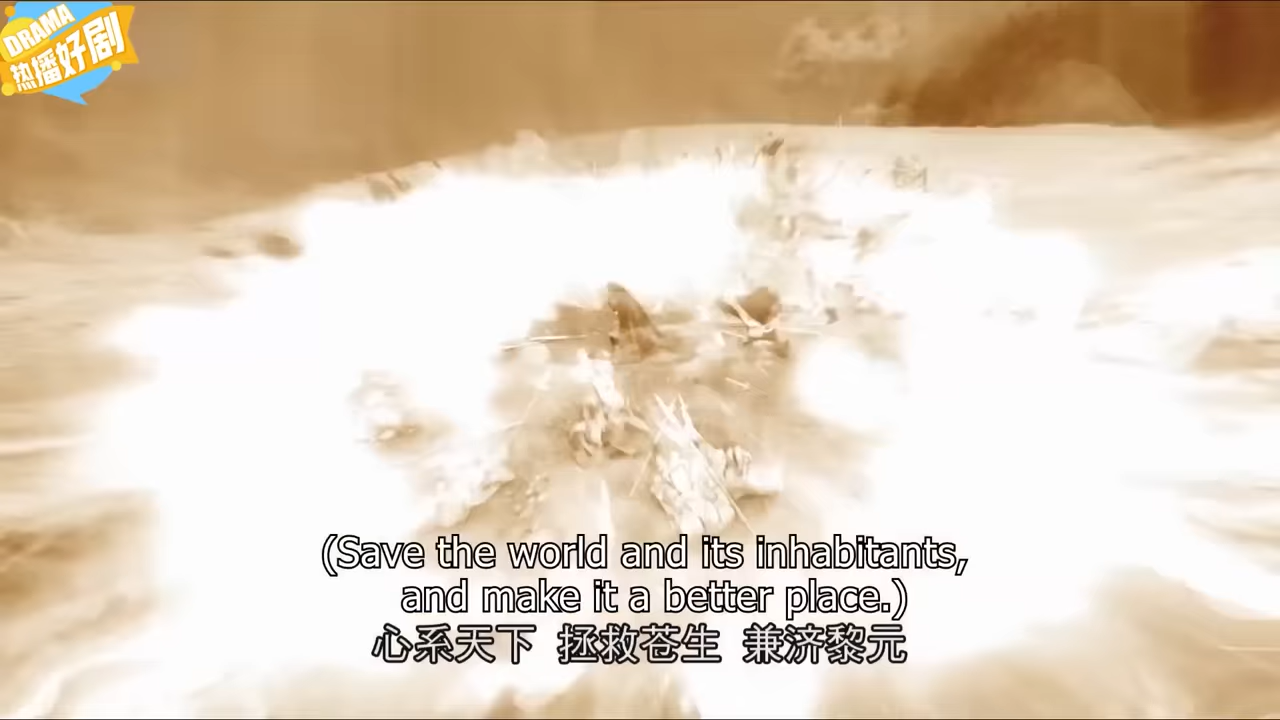 DRAMA
热播好剧
(Save the world and its inhabitants,
and make it a better place.)
心系天下 拯救苍生 兼济黎元